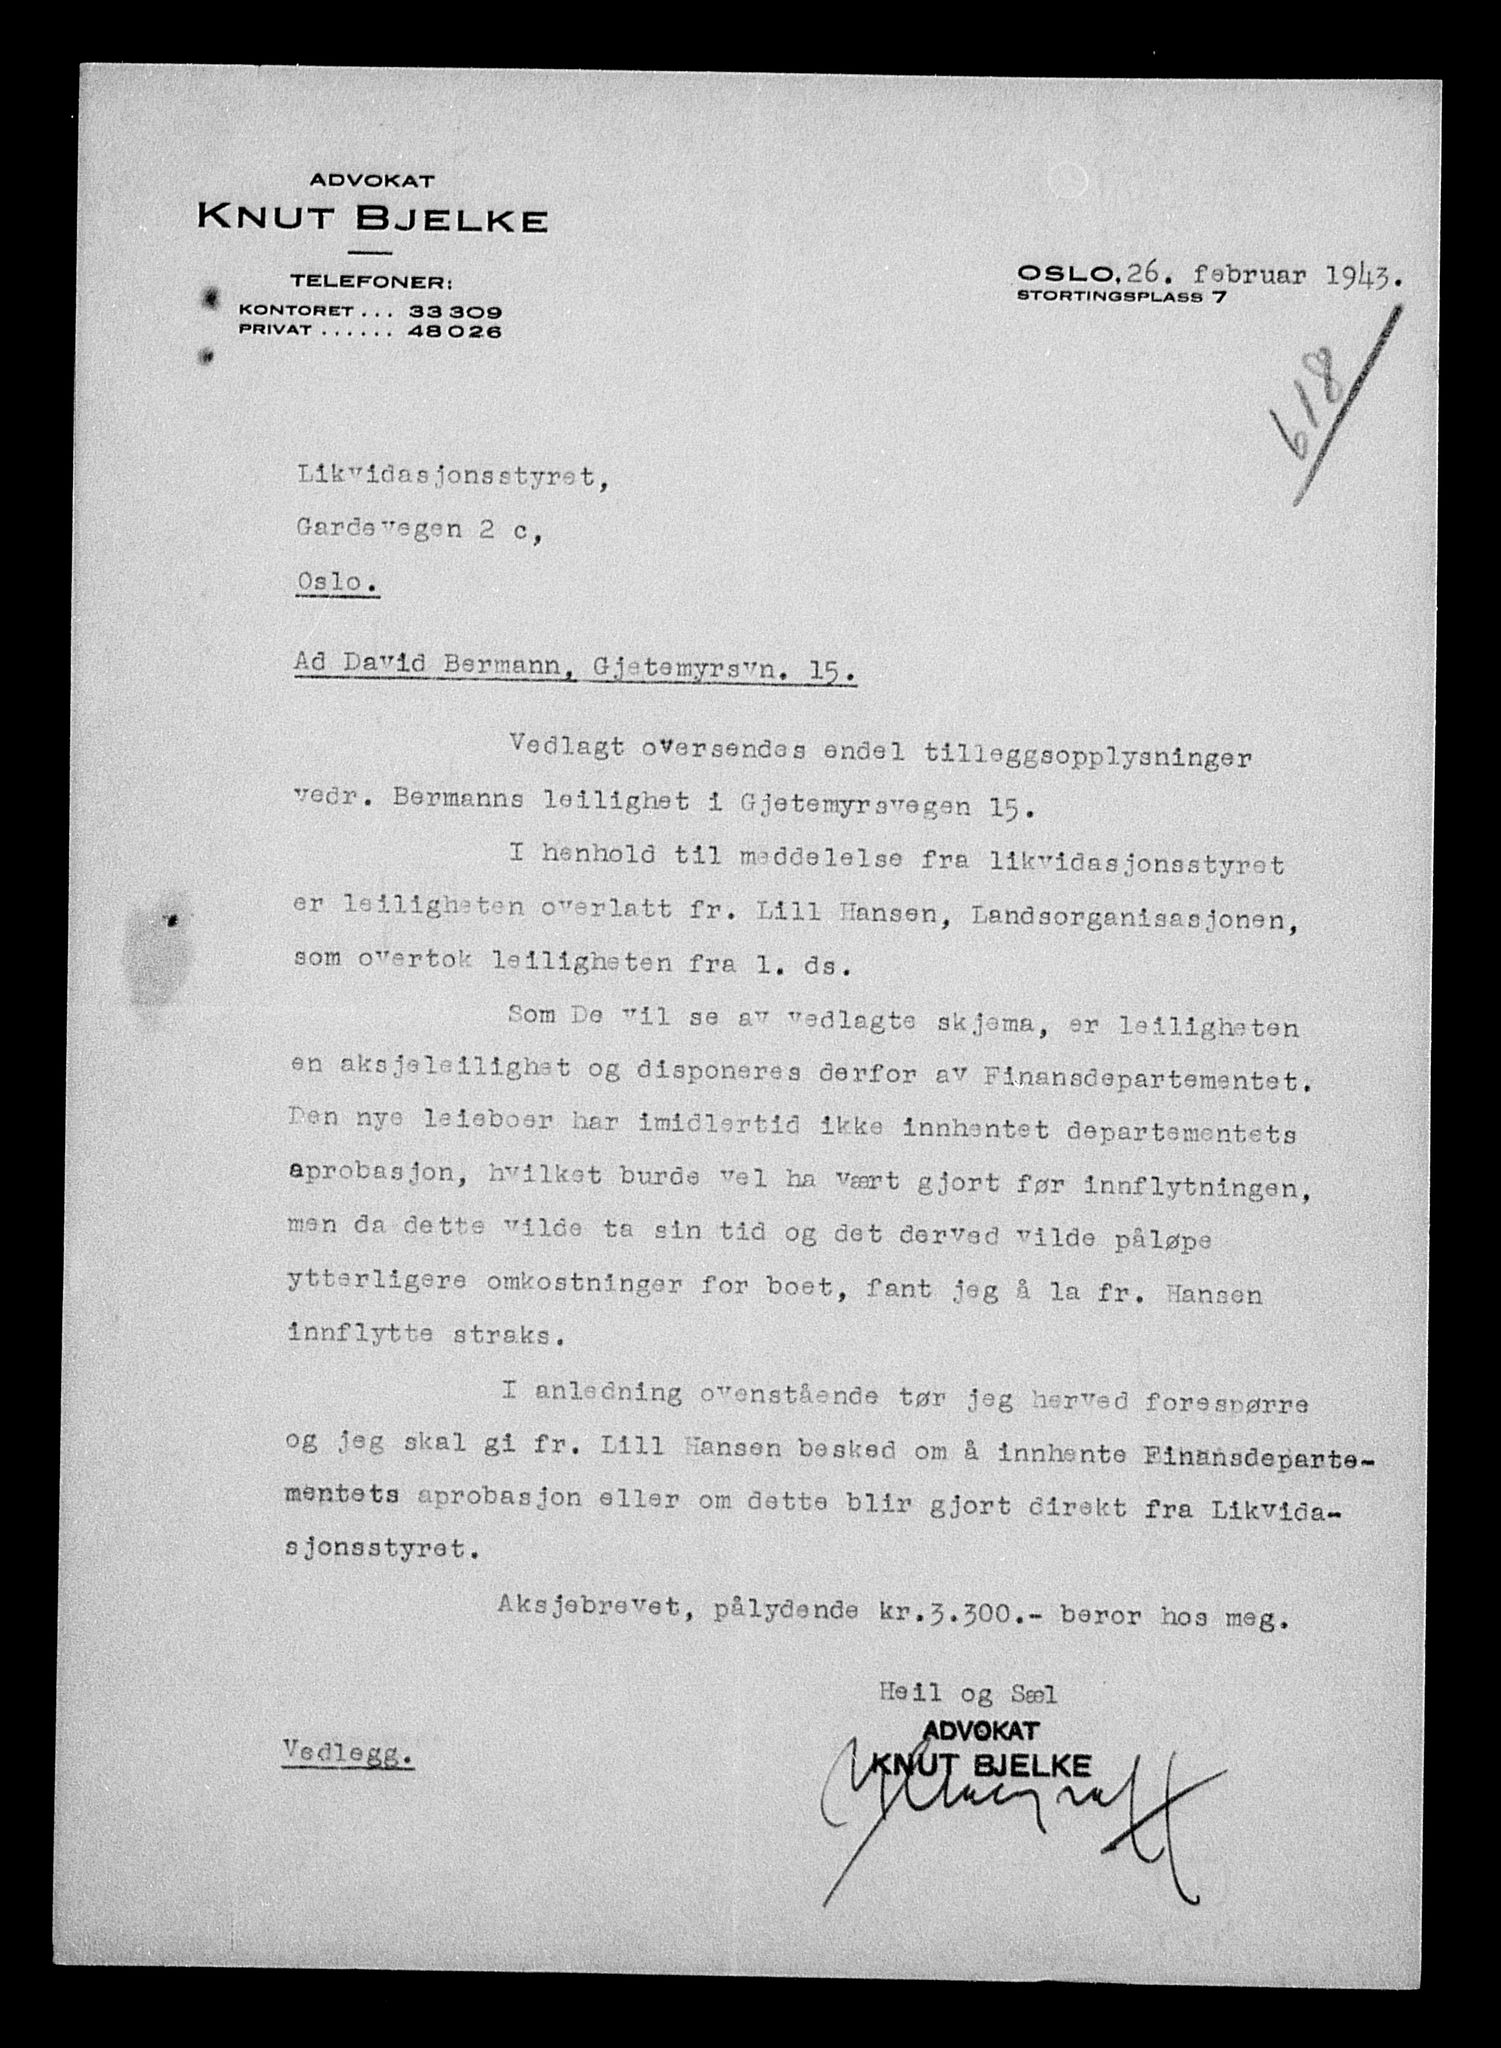 ADVOKAT
KNUT BJELKE
TELEFONER:
KONTORET ... 33309
PRIVAT ...... 48026
OSLO, 26. februar 1943.
STORTINGSPLASS 7
618
Likvidasjonsstyret,
Gardevegen 2 c,
Oslo.
Ad David Bermann, Gjetemyrsvn. 15.
Vedlagt oversendes endel tilleggsopplysninger
vedr. Bermanns leilighet i Gjetemyrsvegen 15.
I henhold til meddelelse fra likvidasjonsstyret
er leiligheten overlatt fr. Lill Hansen, Landsorganisasjonen,
som overtok leiligheten fra 1. ds.
Som De vil se av vedlagte skjema, er leiligheten
en aksjeleilighet og disponeres derfor av Finansdepartementet.
Den nye leieboer har imidlertid ikke innhentet departementets
aprobasjon, hvilket burde vel ha vært gjort før innflytningen,
men da dette vilde ta sin tid og det derved vilde påløpe
ytterligere omkostninger for boet, fant jeg å la fr. Hansen
innflytte straks.
I anledning ovenstående tør jeg herved forespørre
og jeg skal gi fr. Lill Hansen besked om å innhente Finansdeparte-
mentets aprobasjon eller om dette blir gjort direkt fra Likvida-
sjonsstyret.
Aksjebrevet, pålydende kr.3.300.- beror hos meg.
Heil og Sæl
ADVOKAT
KNUT BJELKE
Vedlegg.